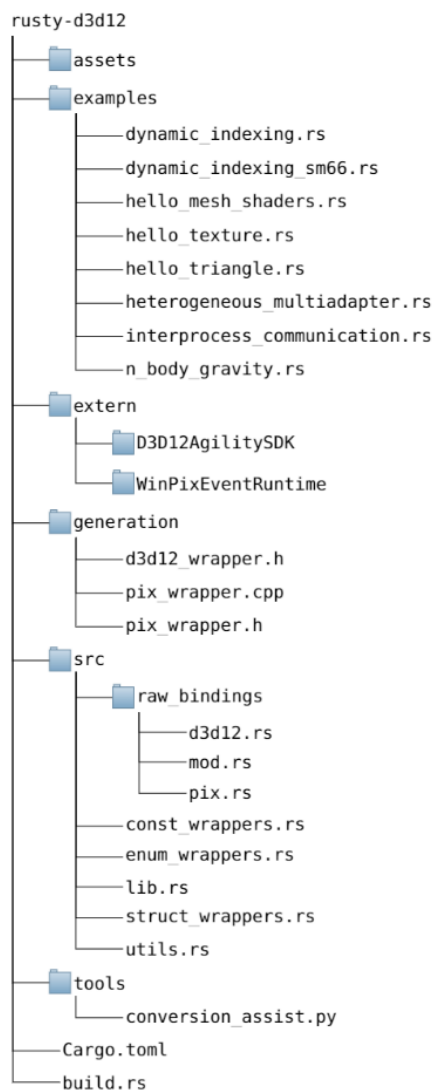 rusty-d3d12
assets
examples
dynamic_indexing.rs
dynamic_indexing_sm66.rs
hello_mesh_shaders.rs
hello_texture.rs
hello_triangle.rs
heterogeneous_multiadapter.rs
interprocess_communication.rs
n_body_gravity.rs
extern
D3D12AgilitySDK
WinPixEventRuntime
generation
d3d12_wrapper.h
pix_wrapper.cpp
pix_wrapper.h
src
raw_bindings
d3d12.rs
mod.rs
pix.rs
const_wrappers.rs
enum_wrappers.rs
lib.rs
struct_wrappers.rs
utils.rs
tools
conversion_assist.py
Cargo.toml
build.rs